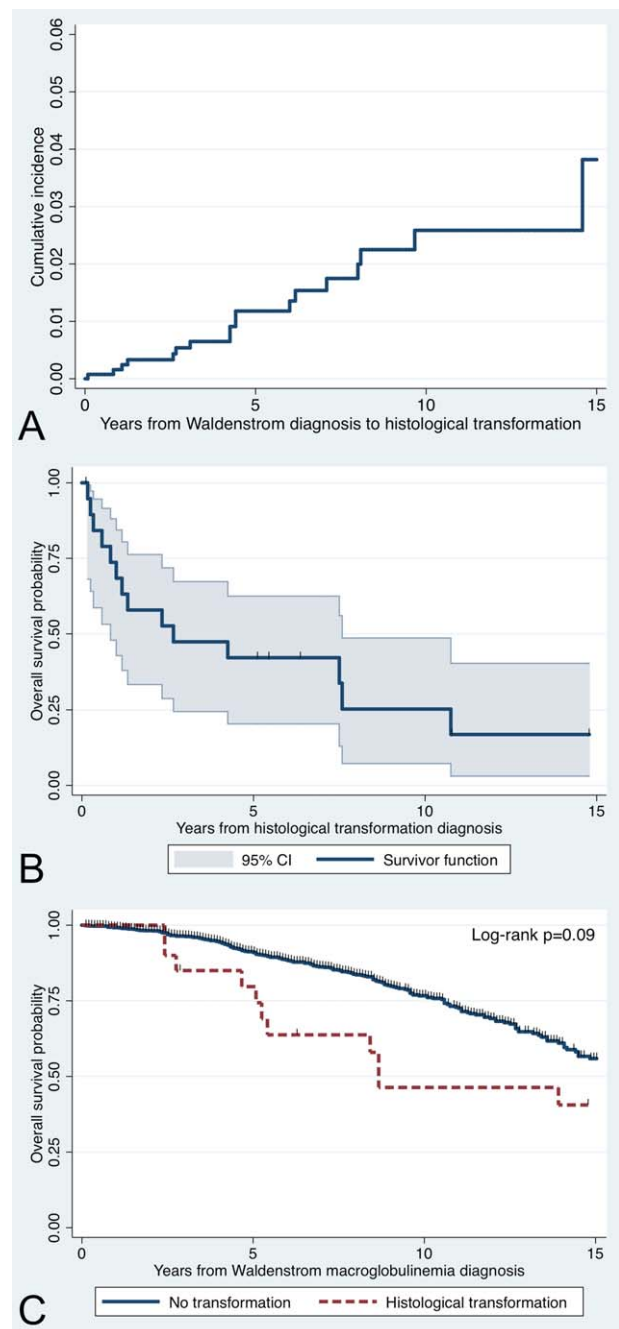 Cumulative incidence
0.06
0.05
0.04
0.03
0.02
0.01
0.00
0
5
10
15
Years from Waldenstrom diagnosis to histological transformation
A
Overall survival probability
1.00
0.75
0.50
0.25
0.00
0
5
10
15
Years from histological transformation diagnosis
95% CI
Survivor function
B
Log-rank p=0.09
Overall survival probability
1.00
0.75
0.50
0.25
0.00
0
5
10
15
Years from Waldenstrom macroglobulinemia diagnosis
No transformation
Histological transformation
C